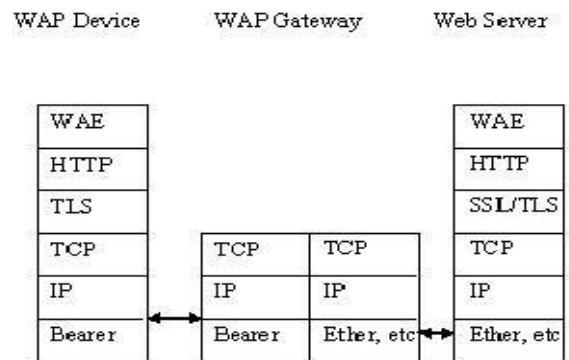 WAP Device WAP Gateway Web Server
WAE WAE
HTTP HTTP
TLS SSL/TLS
TCP TCP TCP TCP
IP IP IP IP
Bearer Bearer Ether, etc Ether, etc